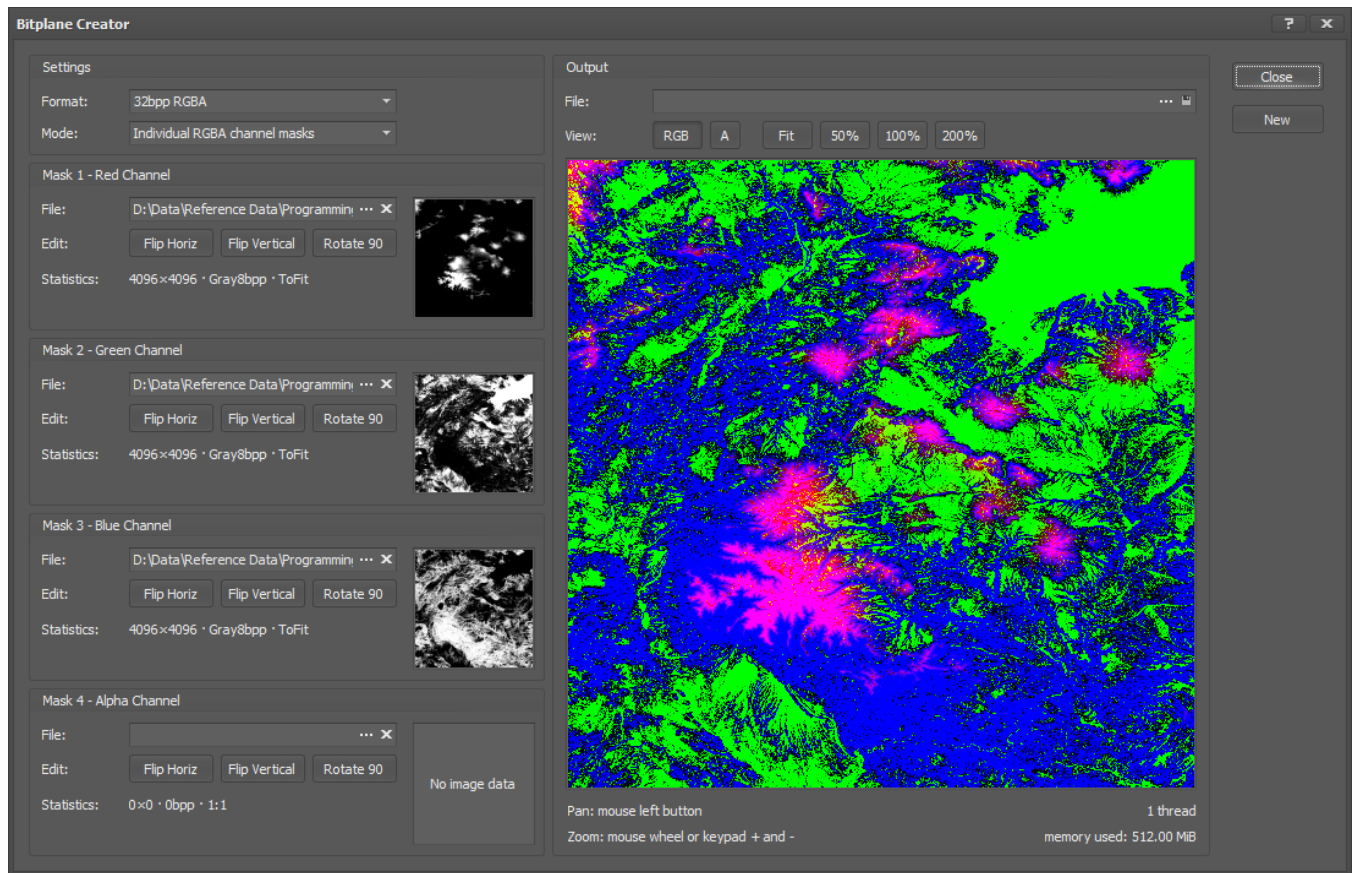 Bitplane Creator
? x
Settings
Format: 32bpp RGBA
Mode: Individual RGBA channel masks
Mask 1 - Red Channel
File: D:\Data\Reference Data\Programmin ···
Edit: Flip Horiz Flip Vertical Rotate 90
Statistics: 4096×4096 · Gray8bpp · ToFit
Mask 2 - Green Channel
File: D:\Data\Reference Data\Programmin ···
Edit: Flip Horiz Flip Vertical Rotate 90
Statistics: 4096×4096 · Gray8bpp · ToFit
Mask 3 - Blue Channel
File: D:\Data\Reference Data\Programmin ···
Edit: Flip Horiz Flip Vertical Rotate 90
Statistics: 4096×4096 · Gray8bpp · ToFit
Mask 4 - Alpha Channel
File: ···
Edit: Flip Horiz Flip Vertical Rotate 90
Statistics: 0×0 · 0bpp · 1:1
No image data
Output
File: ···
View: RGB A Fit 50% 100% 200%
Pan: mouse left button 1 thread
Zoom: mouse wheel or keypad + and - memory used: 512.00 MiB
Close
New